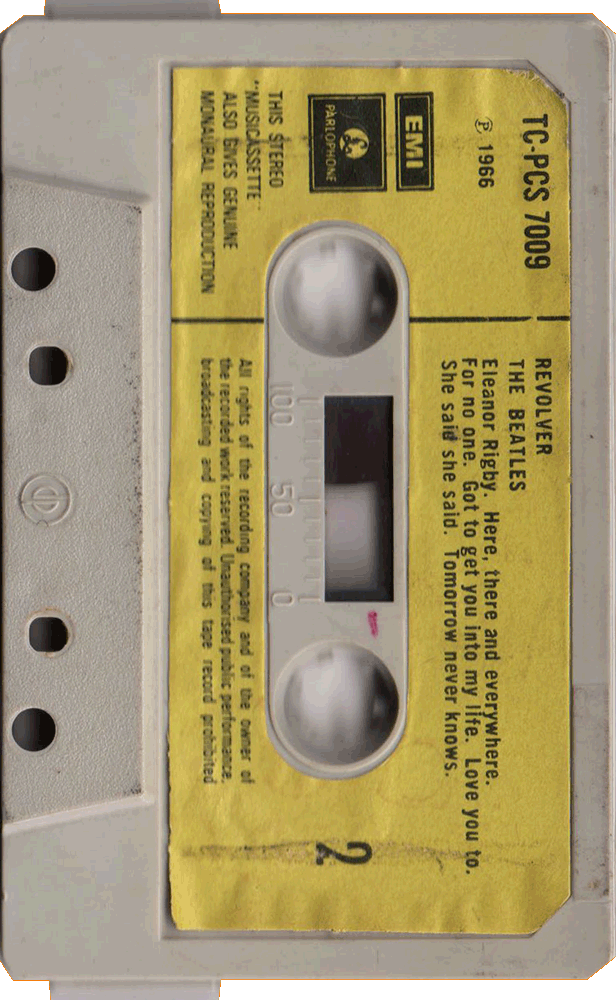 TC-PCS 7009
℗ 1966
EMI
PARLOPHONE
THIS STEREO
"MUSICASSETTE"
ALSO GIVES GENUINE
MONAURAL REPRODUCTION
REVOLVER
THE BEATLES
Eleanor Rigby. Here, there and everywhere.
For no one. Got to get you into my life. Love you to.
She said she said. Tomorrow never knows.
100 50 0
2
All rights of the recording company and of the owner of
the recorded work reserved. Unauthorised public performance,
broadcasting and copying of this tape record prohibited